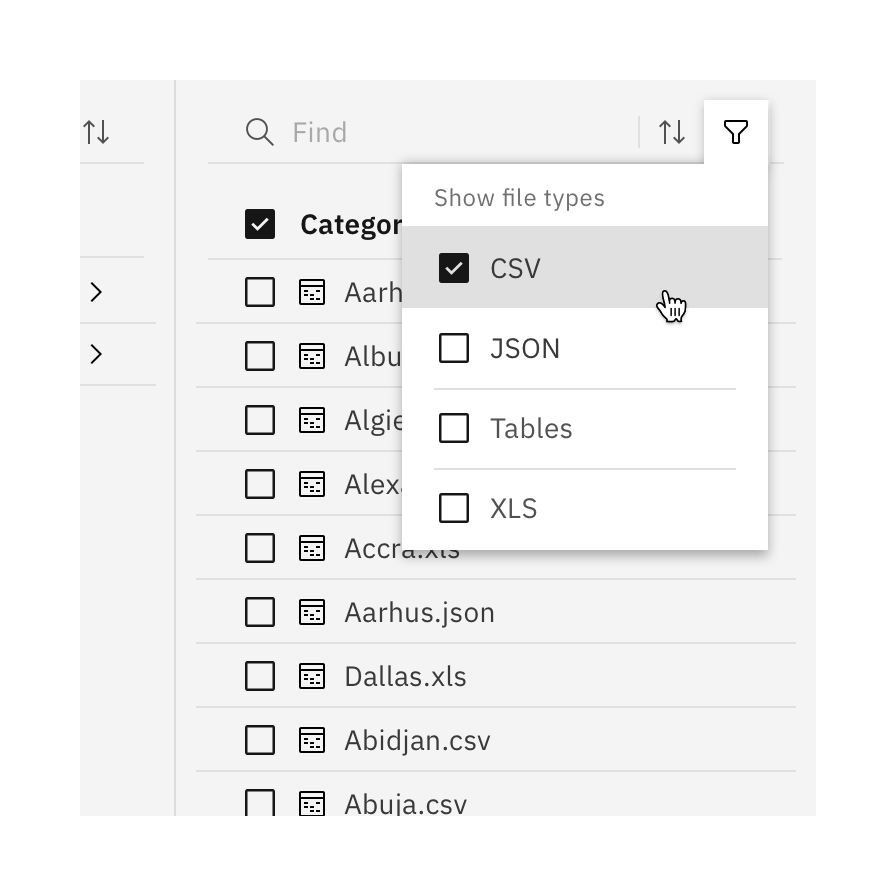 Find
Show file types
Categor
CSV
Aarh
JSON
Albu
Algie
Tables
Alex
XLS
Accra.xls
Aarhus.json
Dallas.xls
Abidjan.csv
Abuja.csv